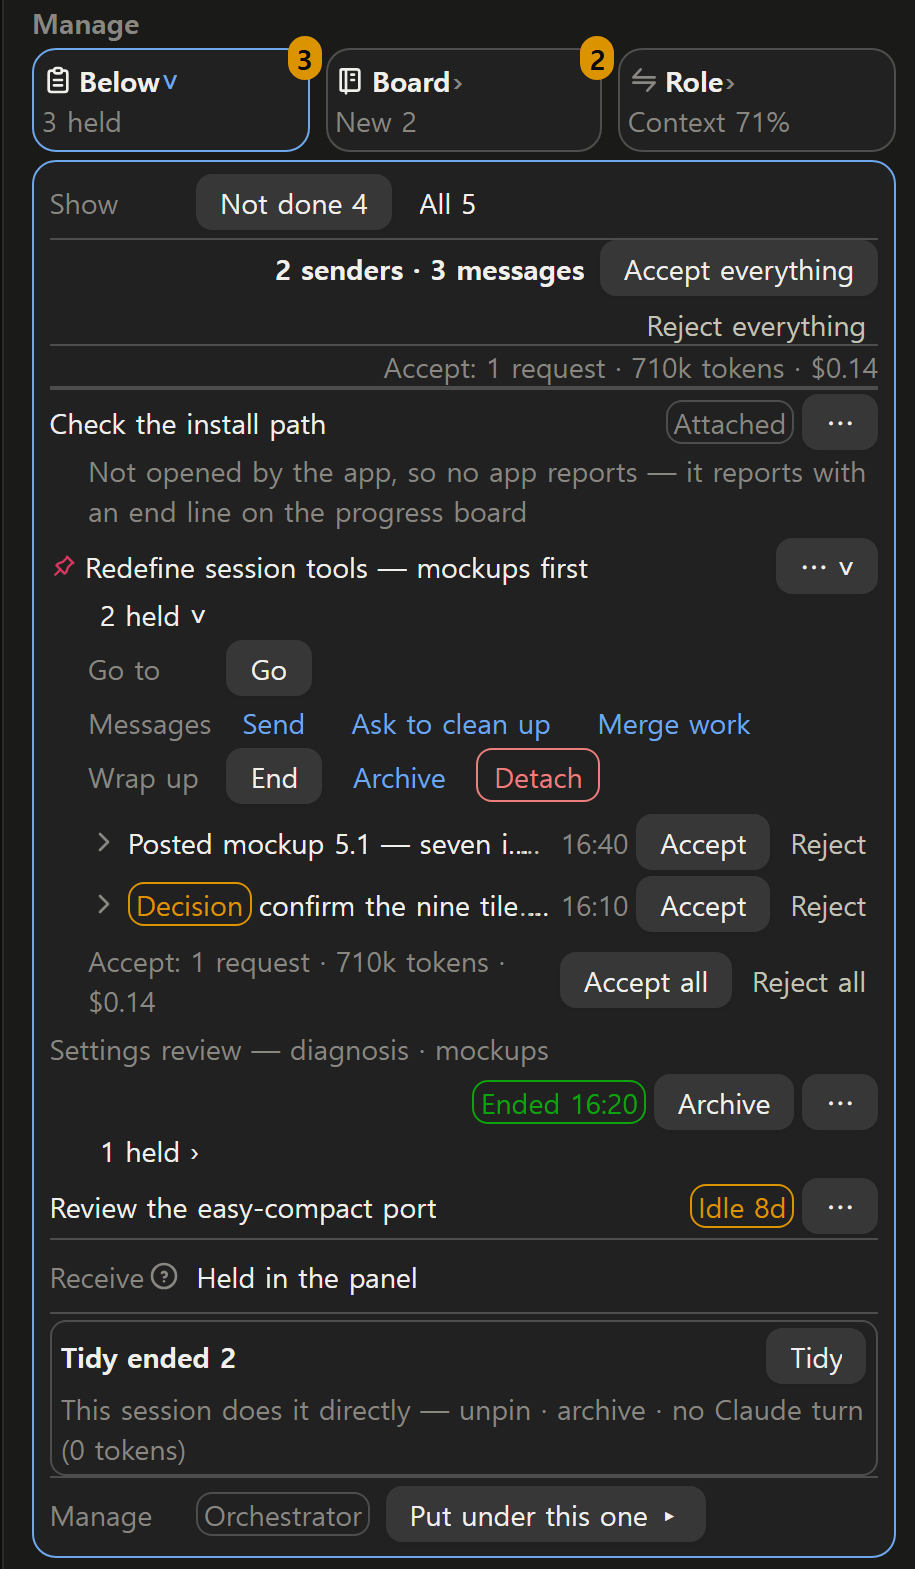 Manage
3
2
Below ˅
Board ›
Role ›
3 held
New 2
Context 71%
Show Not done 4 All 5
2 senders · 3 messages Accept everything
Reject everything
Accept: 1 request · 710k tokens · $0.14
Check the install path Attached ...
Not opened by the app, so no app reports — it reports with
an end line on the progress board
Redefine session tools — mockups first ... ˅
2 held ˅
Go to Go
Messages Send Ask to clean up Merge work
Wrap up End Archive Detach
Posted mockup 5.1 — seven i.... 16:40 Accept Reject
Decision confirm the nine tile.... 16:10 Accept Reject
Accept: 1 request · 710k tokens ·
$0.14
Accept all Reject all
Settings review — diagnosis · mockups
Ended 16:20 Archive ...
1 held ›
Review the easy-compact port Idle 8d ...
Receive ? Held in the panel
Tidy ended 2 Tidy
This session does it directly — unpin · archive · no Claude turn
(0 tokens)
Manage Orchestrator Put under this one ▸